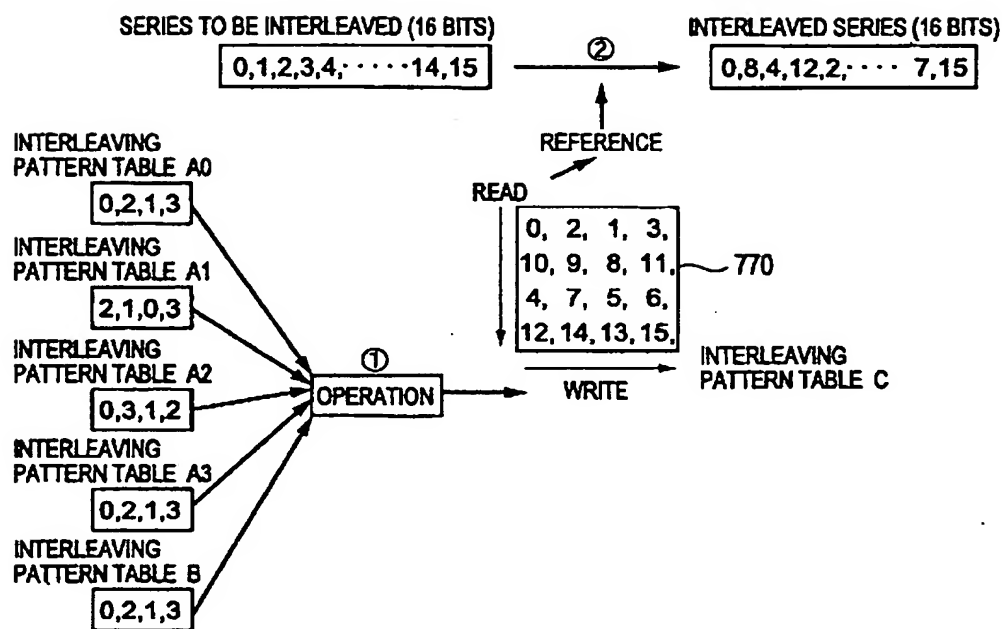 SERIES TO BE INTERLEAVED (16 BITS)
0,1,2,3,4,·····14,15
②
INTERLEAVED SERIES (16 BITS)
0,8,4,12,2,···· 7,15
REFERENCE
READ
INTERLEAVING
PATTERN TABLE A0
0,2,1,3
INTERLEAVING
PATTERN TABLE A1
2,1,0,3
INTERLEAVING
PATTERN TABLE A2
0,3,1,2
INTERLEAVING
PATTERN TABLE A3
0,2,1,3
INTERLEAVING
PATTERN TABLE B
0,2,1,3
①
OPERATION
0, 2, 1, 3,
10, 9, 8, 11,
4, 7, 5, 6,
12, 14, 13, 15,
770
WRITE
INTERLEAVING
PATTERN TABLE C